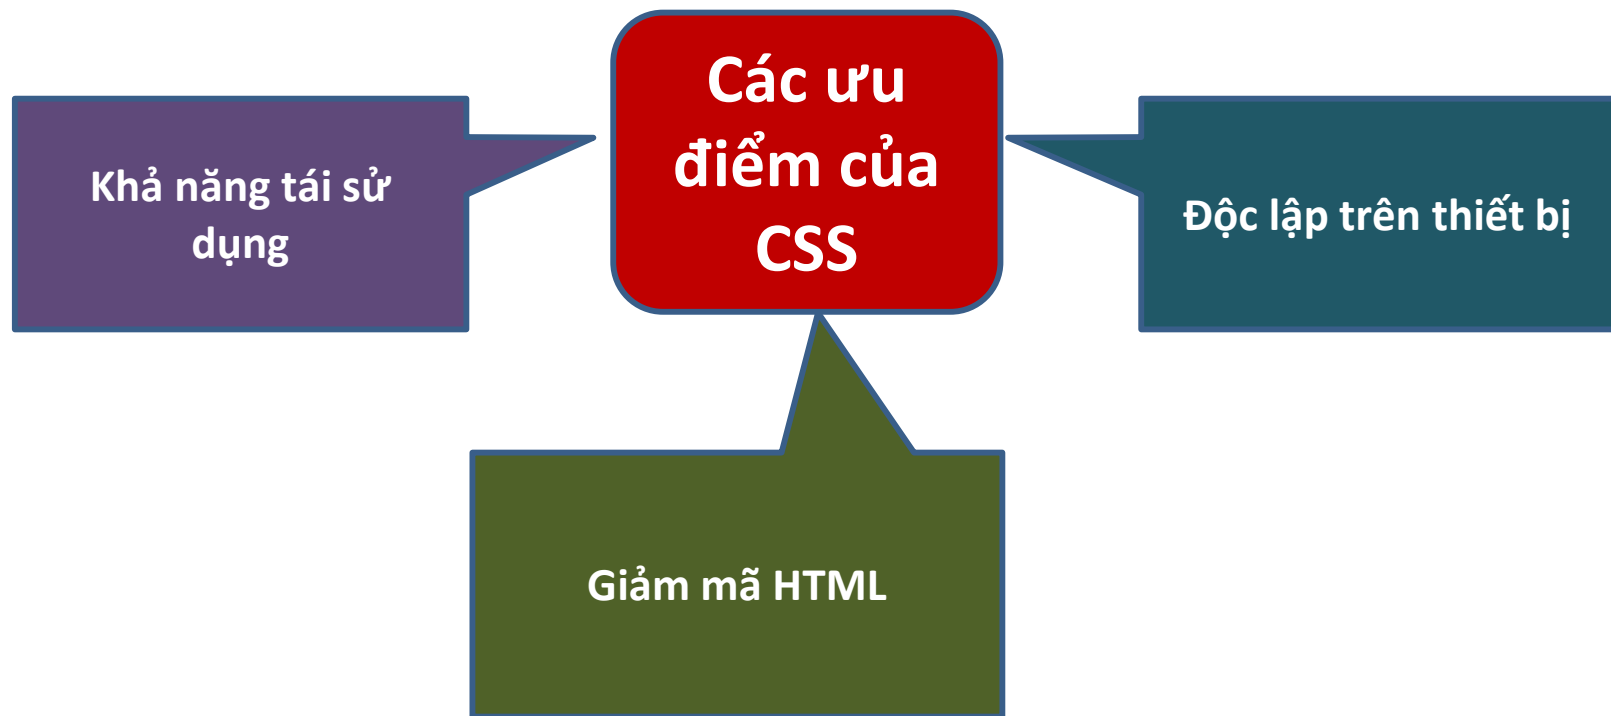 Các ưu
điểm của
CSS
Khả năng tái sử
dụng
Độc lập trên thiết bị
Giảm mã HTML